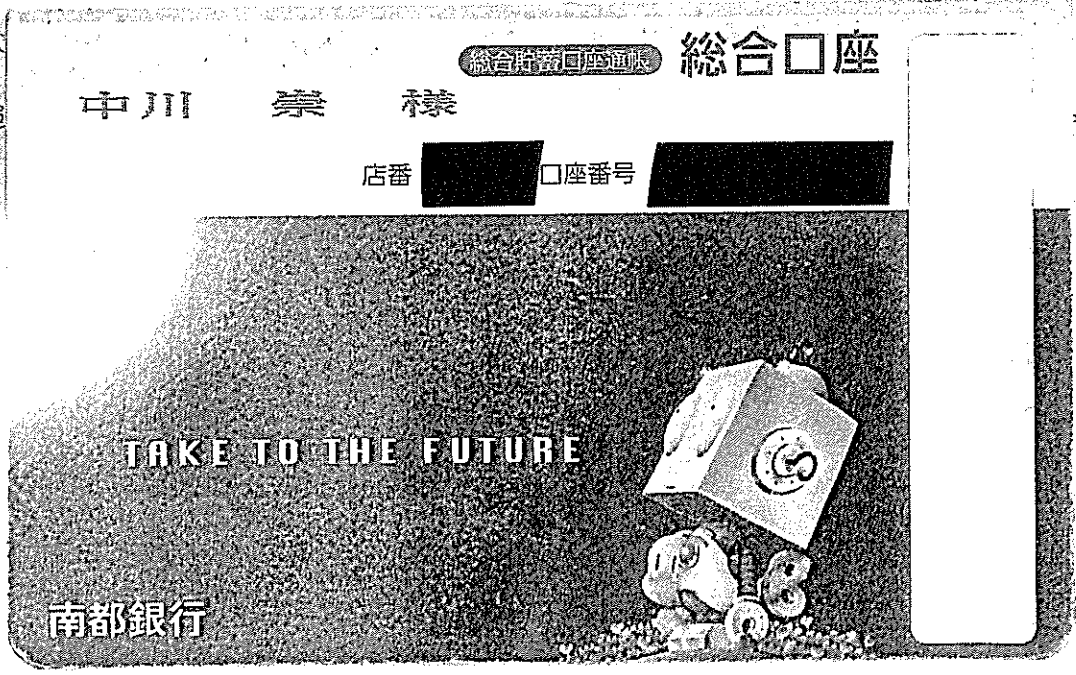 総合貯蓄口座通帳 総合口座
中川 崇 様
店番 口座番号
TAKE TO THE FUTURE
南都銀行